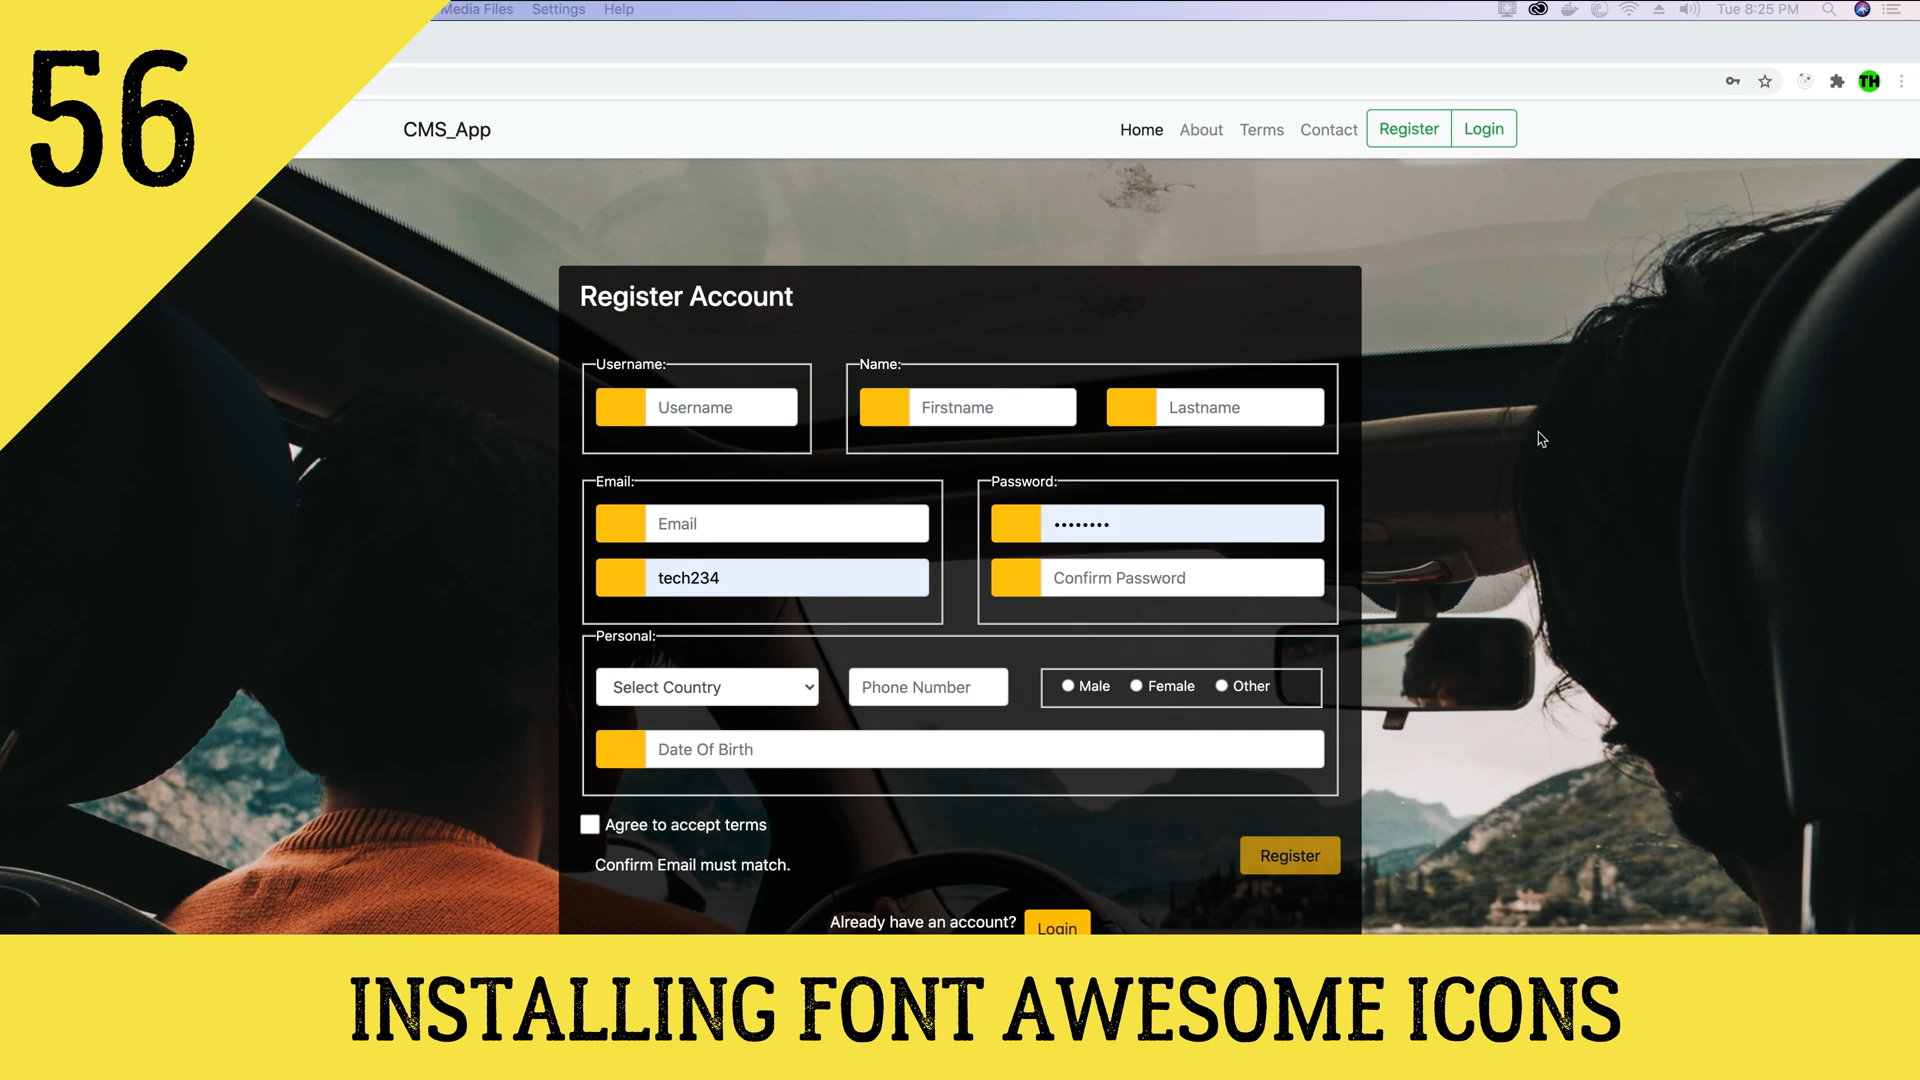 Media Files Settings Help
Tue 8:25 PM
56
TH
CMS_App
Home About Terms Contact Register Login
Register Account
Username: Name:
Username Firstname Lastname
Email: Password:
Email ••••••••
tech234 Confirm Password
Personal:
Select Country Phone Number Male Female Other
Date Of Birth
Agree to accept terms
Register
Confirm Email must match.
Already have an account? Login
INSTALLING FONT AWESOME ICONS